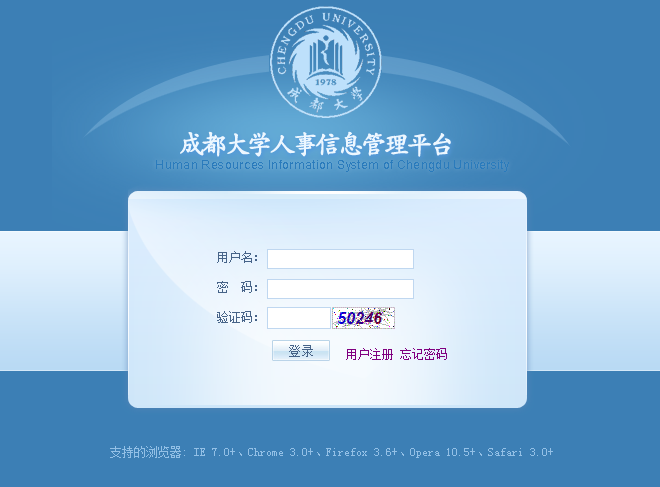 CHENGDU UNIVERSITY
1978
成都大学
成都大学人事信息管理平台
Human Resources Information System of Chengdu University
用户名：
密 码：
验证码： 50246
登录 用户注册 忘记密码
支持的浏览器: IE 7.0+、Chrome 3.0+、Firefox 3.6+、Opera 10.5+、Safari 3.0+